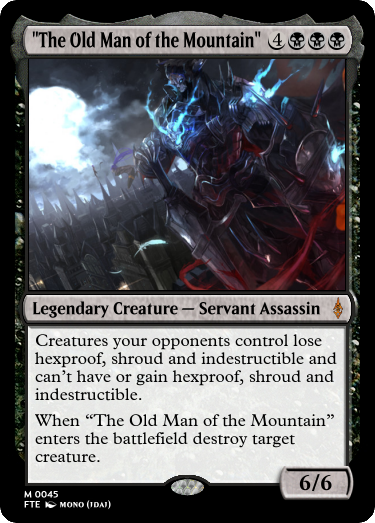 "The Old Man of the Mountain" 4
Legendary Creature — Servant Assassin
Creatures your opponents control lose
hexproof, shroud and indestructible and
can't have or gain hexproof, shroud and
indestructible.
When “The Old Man of the Mountain”
enters the battlefield destroy target
creature.
6/6
M 0045
FTE MONO (IDAI)